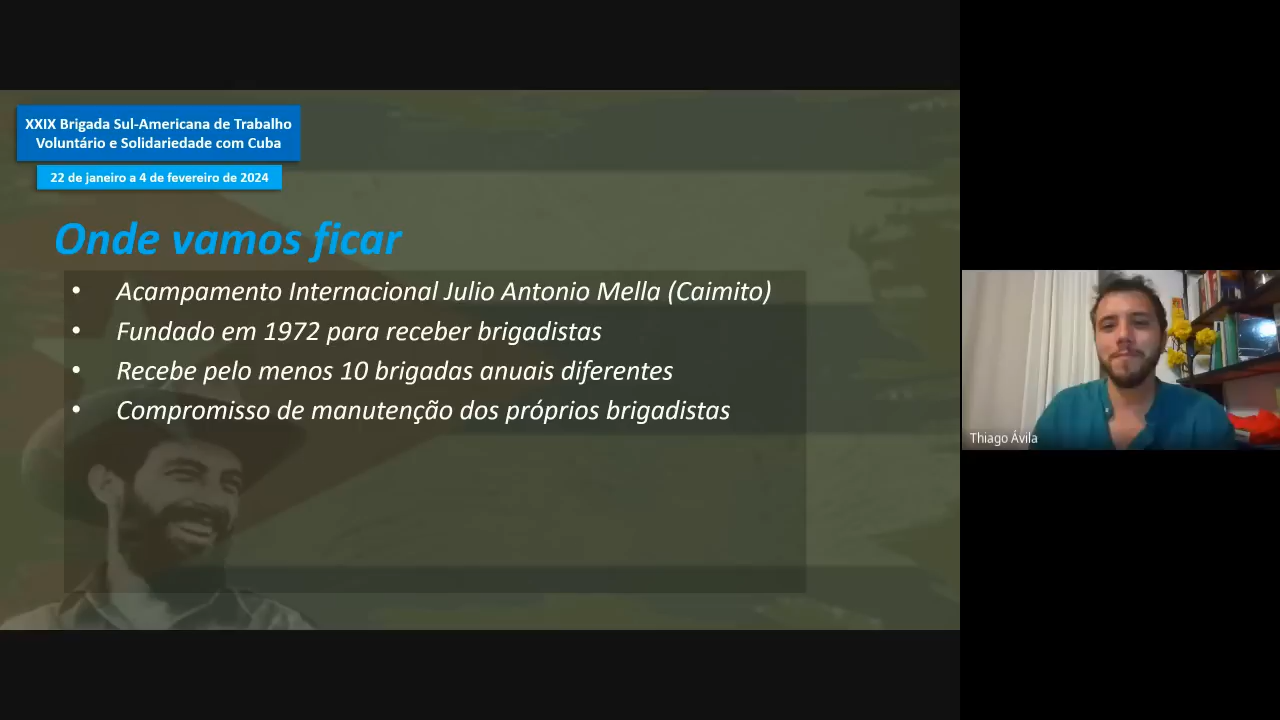 XXIX Brigada Sul-Americana de Trabalho
Voluntário e Solidariedade com Cuba
22 de janeiro a 4 de fevereiro de 2024
Onde vamos ficar
• Acampamento Internacional Julio Antonio Mella (Caimito)
• Fundado em 1972 para receber brigadistas
• Recebe pelo menos 10 brigadas anuais diferentes
• Compromisso de manutenção dos próprios brigadistas
Thiago Ávila